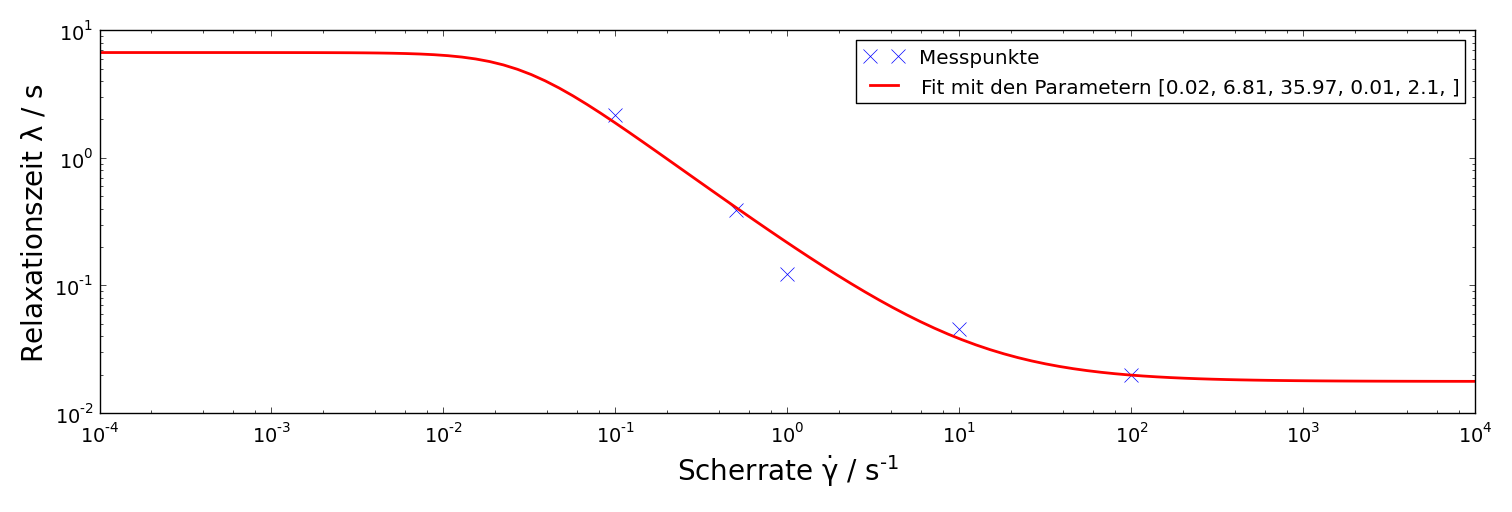 Relaxationszeit λ / s
10^1
10^0
10^-1
10^-2
Messpunkte
Fit mit den Parametern [0.02, 6.81, 35.97, 0.01, 2.1, ]
10^-4 10^-3 10^-2 10^-1 10^0 10^1 10^2 10^3 10^4
Scherrate γ̇ / s^-1